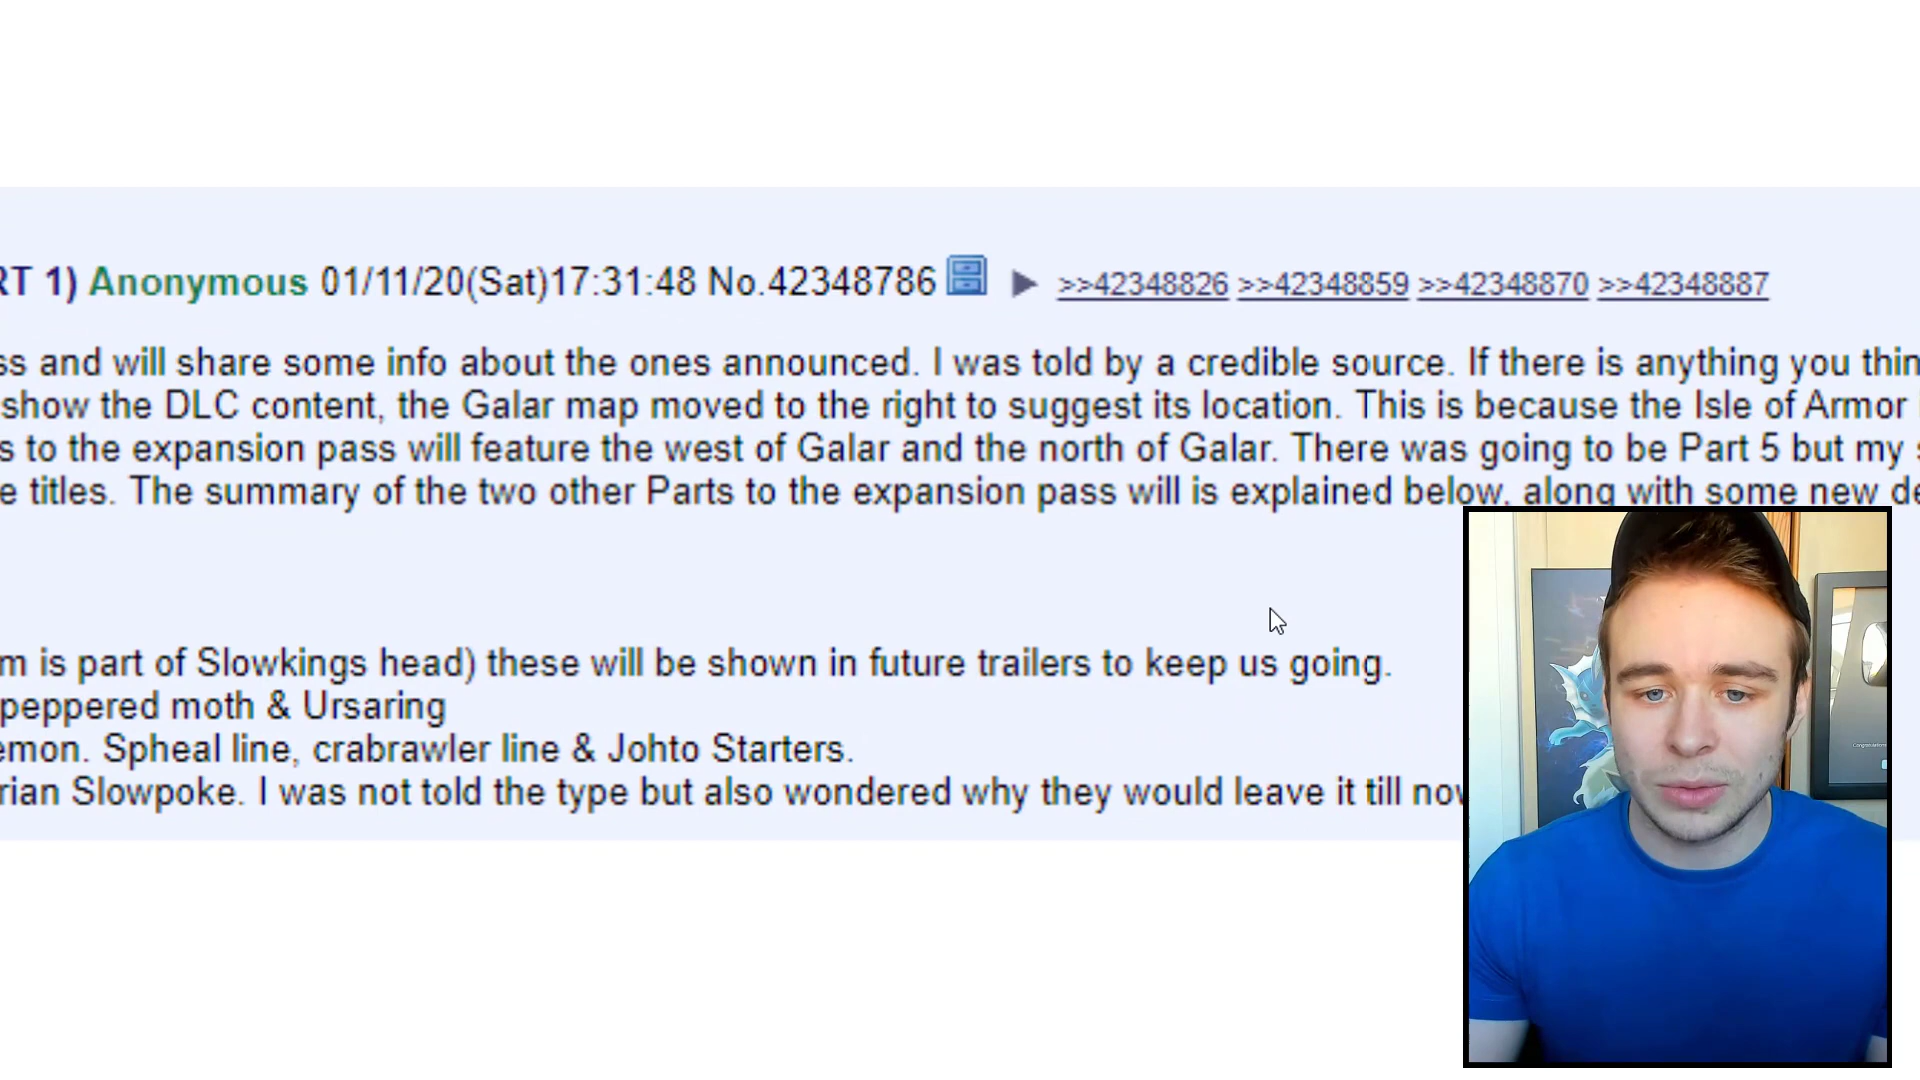 RT 1) Anonymous 01/11/20(Sat)17:31:48 No.42348786 ▶ >>42348826 >>42348859 >>42348870 >>42348887
ss and will share some info about the ones announced. I was told by a credible source. If there is anything you thin
show the DLC content, the Galar map moved to the right to suggest its location. This is because the Isle of Armor
s to the expansion pass will feature the west of Galar and the north of Galar. There was going to be Part 5 but my s
e titles. The summary of the two other Parts to the expansion pass will is explained below, along with some new de
m is part of Slowkings head) these will be shown in future trailers to keep us going.
peppered moth & Ursaring
emon. Spheal line, crabrawler line & Johto Starters.
rian Slowpoke. I was not told the type but also wondered why they would leave it till now